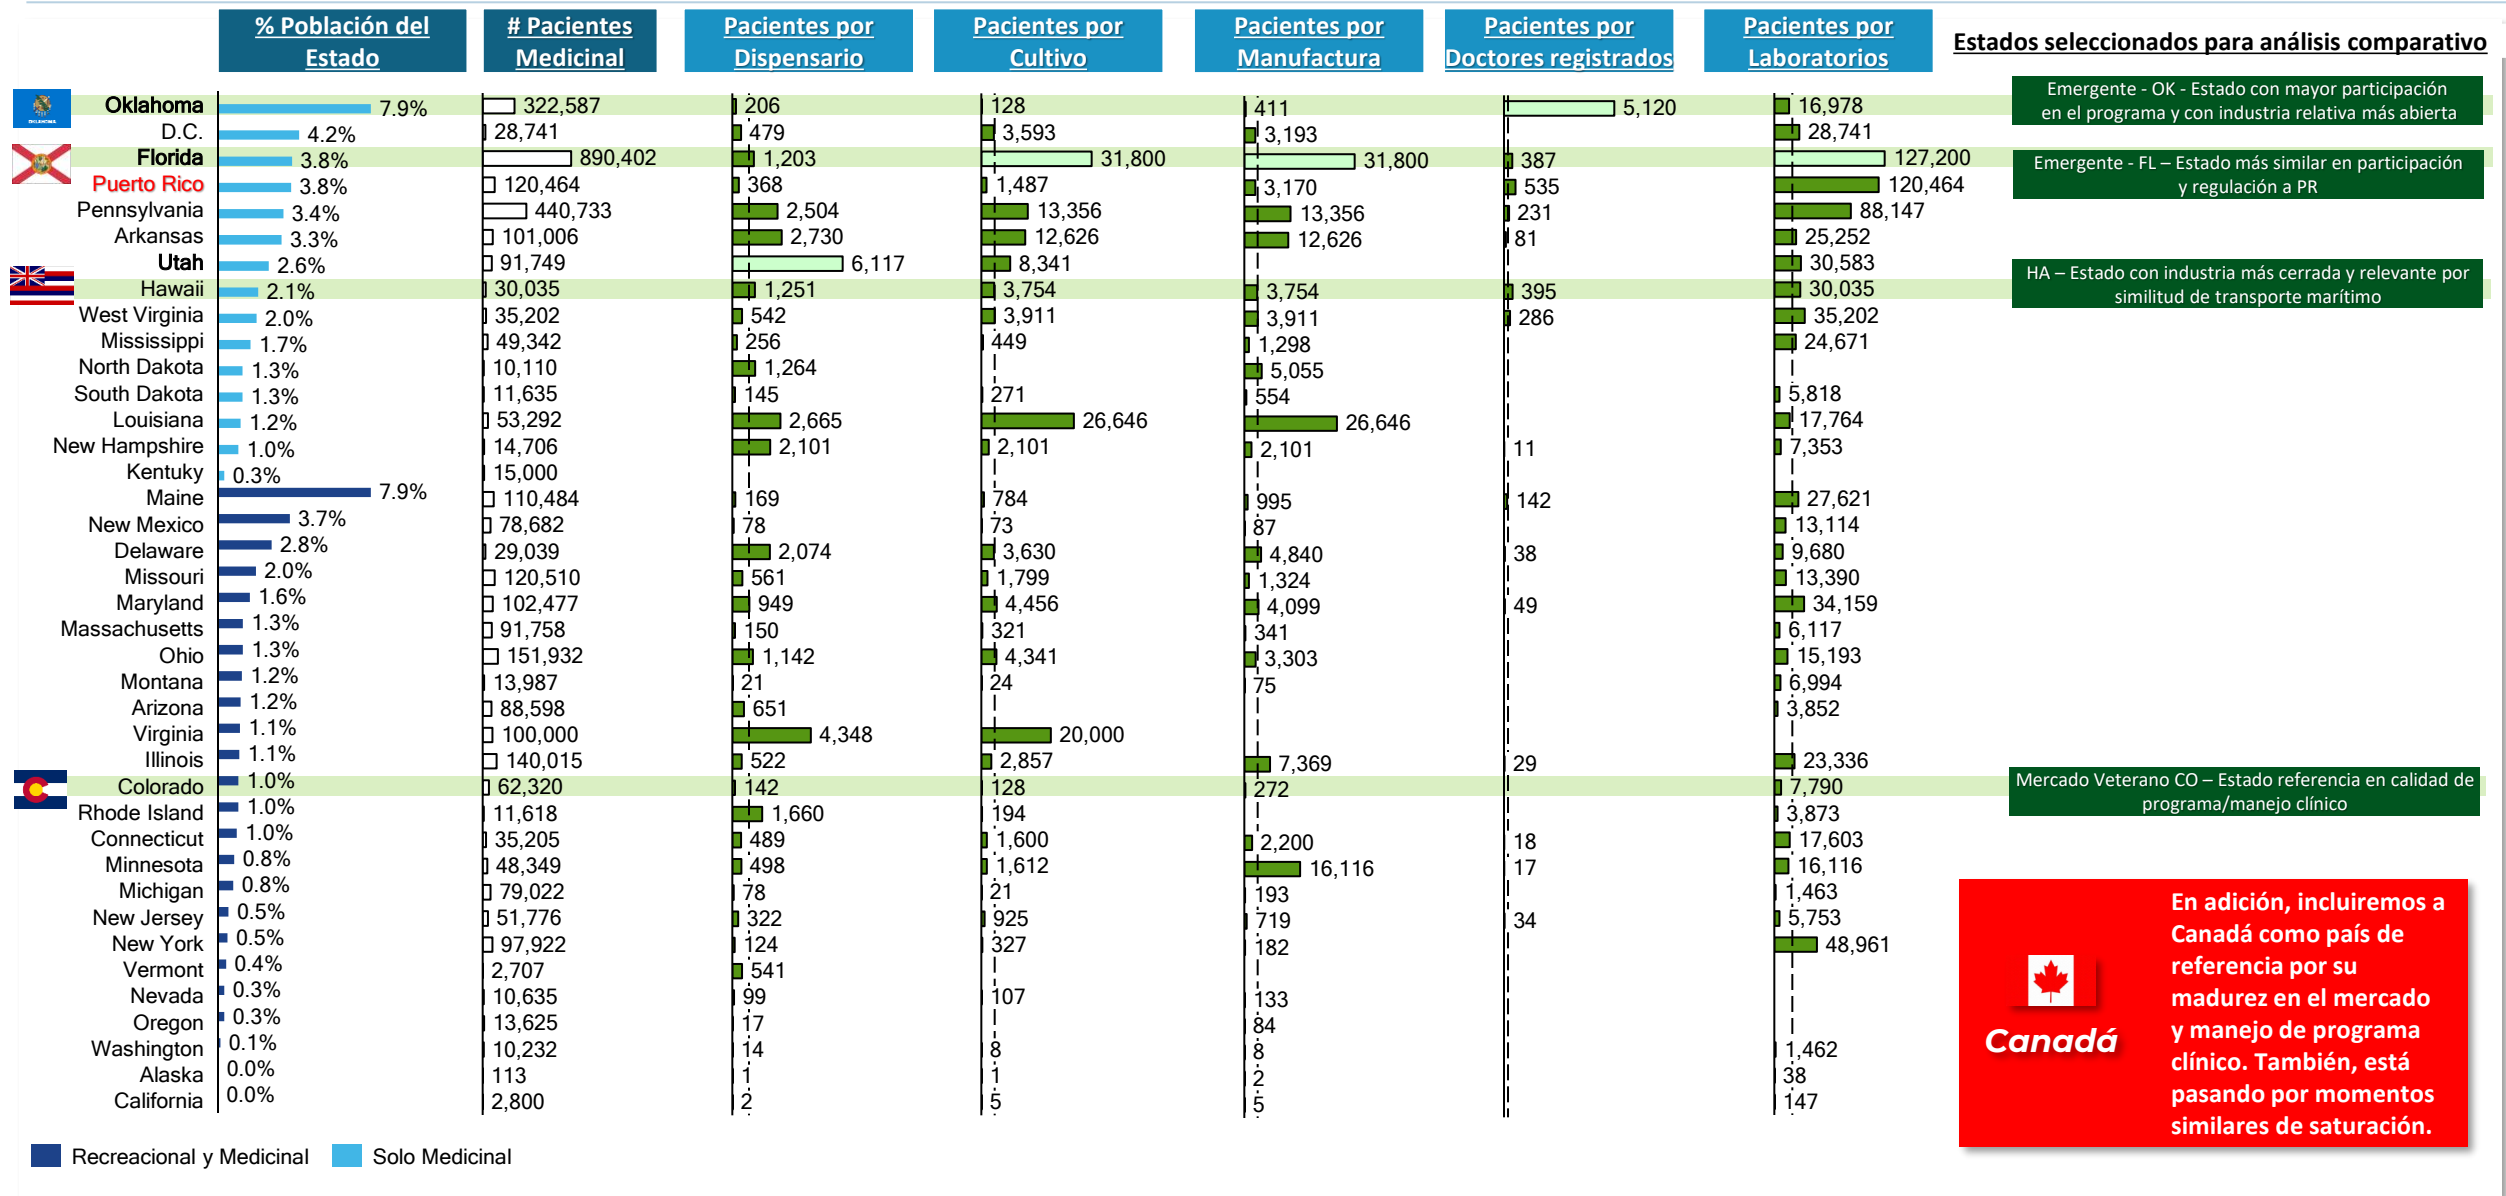 % Población del Estado # Pacientes Medicinal Pacientes por Dispensario Pacientes por Cultivo Pacientes por Manufactura Pacientes por Doctores registrados Pacientes por Laboratorios Estados seleccionados para análisis comparativo
Oklahoma 7.9% 322,587 206 128 411 5,120 16,978
D.C. 4.2% 28,741 479 3,593 3,193 28,741
Florida 3.8% 890,402 1,203 31,800 31,800 387 127,200
Puerto Rico 3.8% 120,464 368 1,487 3,170 535 120,464
Pennsylvania 3.4% 440,733 2,504 13,356 13,356 231 88,147
Arkansas 3.3% 101,006 2,730 12,626 12,626 81 25,252
Utah 2.6% 91,749 6,117 8,341 30,583
Hawaii 2.1% 30,035 1,251 3,754 3,754 395 30,035
West Virginia 2.0% 35,202 542 3,911 3,911 286 35,202
Mississippi 1.7% 49,342 256 449 1,298 24,671
North Dakota 1.3% 10,110 1,264 5,055
South Dakota 1.3% 11,635 145 271 554 5,818
Louisiana 1.2% 53,292 2,665 26,646 26,646 17,764
New Hampshire 1.0% 14,706 2,101 2,101 2,101 11 7,353
Kentuky 0.3% 15,000
Maine 7.9% 110,484 169 784 995 142 27,621
New Mexico 3.7% 78,682 78 73 87 13,114
Delaware 2.8% 29,039 2,074 3,630 4,840 38 9,680
Missouri 2.0% 120,510 561 1,799 1,324 13,390
Maryland 1.6% 102,477 949 4,456 4,099 49 34,159
Massachusetts 1.3% 91,758 150 321 341 6,117
Ohio 1.3% 151,932 1,142 4,341 3,303 15,193
Montana 1.2% 13,987 21 24 75 6,994
Arizona 1.2% 88,598 651 3,852
Virginia 1.1% 100,000 4,348 20,000
Illinois 1.1% 140,015 522 2,857 7,369 29 23,336
Colorado 1.0% 62,320 142 128 272 7,790
Rhode Island 1.0% 11,618 1,660 194 3,873
Connecticut 1.0% 35,205 489 1,600 2,200 18 17,603
Minnesota 0.8% 48,349 498 1,612 16,116 17 16,116
Michigan 0.8% 79,022 78 21 193 1,463
New Jersey 0.5% 51,776 322 925 719 34 5,753
New York 0.5% 97,922 124 327 182 48,961
Vermont 0.4% 2,707 541
Nevada 0.3% 10,635 99 107 133
Oregon 0.3% 13,625 17 84
Washington 0.1% 10,232 14 8 8 1,462
Alaska 0.0% 113 1 1 2 38
California 0.0% 2,800 2 5 5 147
Recreacional y Medicinal Solo Medicinal
Emergente - OK - Estado con mayor participación
en el programa y con industria relativa más abierta
Emergente - FL – Estado más similar en participación
y regulación a PR
HA – Estado con industria más cerrada y relevante por
similitud de transporte marítimo
Mercado Veterano CO – Estado referencia en calidad de
programa/manejo clínico
Canadá
En adición, incluiremos a
Canadá como país de
referencia por su
madurez en el mercado
y manejo de programa
clínico. También, está
pasando por momentos
similares de saturación.